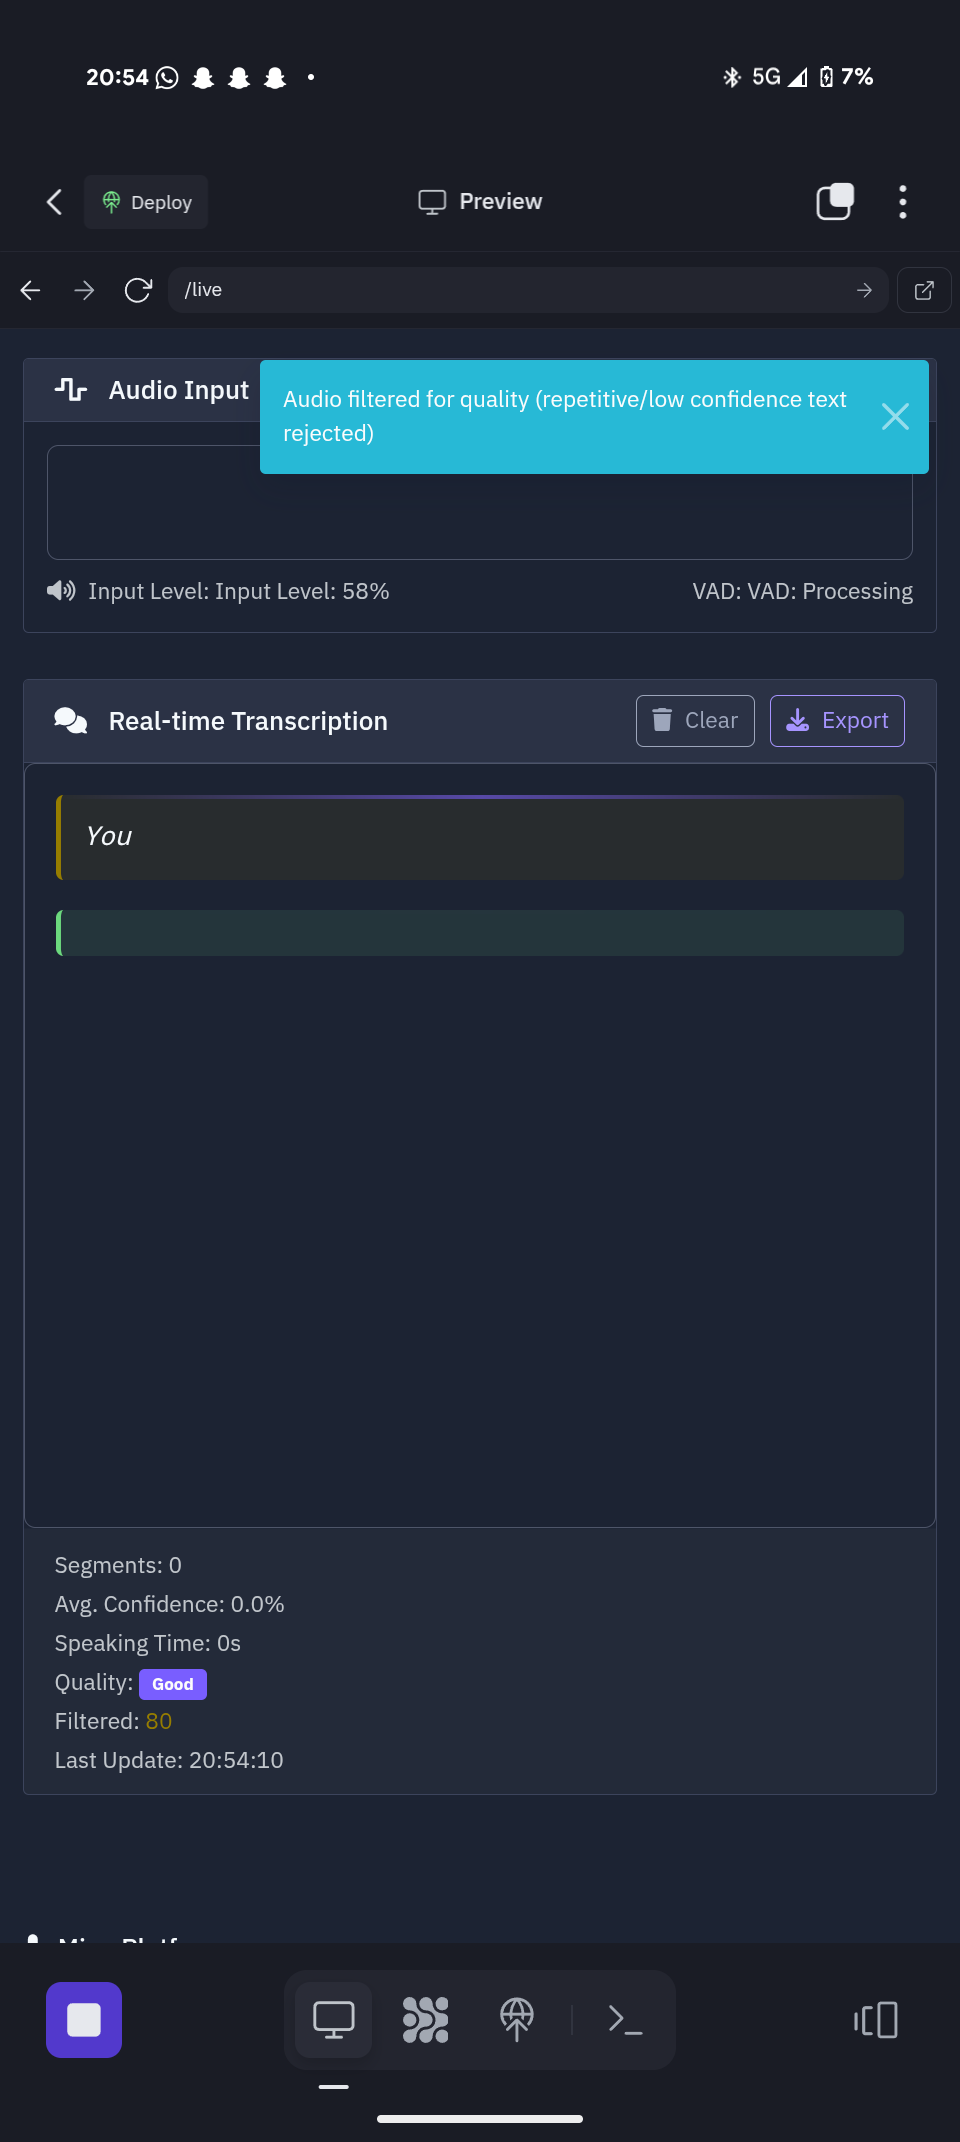 20:54
5G
7%
Deploy
Preview
/live
Audio Input
Audio filtered for quality (repetitive/low confidence text
rejected)
Input Level: Input Level: 58%
VAD: VAD: Processing
Real-time Transcription
Clear
Export
You
Segments: 0
Avg. Confidence: 0.0%
Speaking Time: 0s
Quality: Good
Filtered: 80
Last Update: 20:54:10